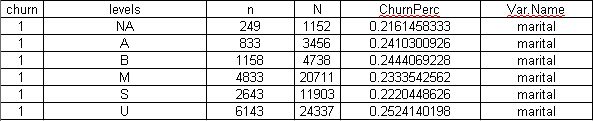 churn levels n N ChurnPerc Var.Name
1 NA 249 1152 0.2161458333 marital
1 A 833 3456 0.2410300926 marital
1 B 1158 4738 0.2444069228 marital
1 M 4833 20711 0.2333542562 marital
1 S 2643 11903 0.2220448626 marital
1 U 6143 24337 0.2524140198 marital